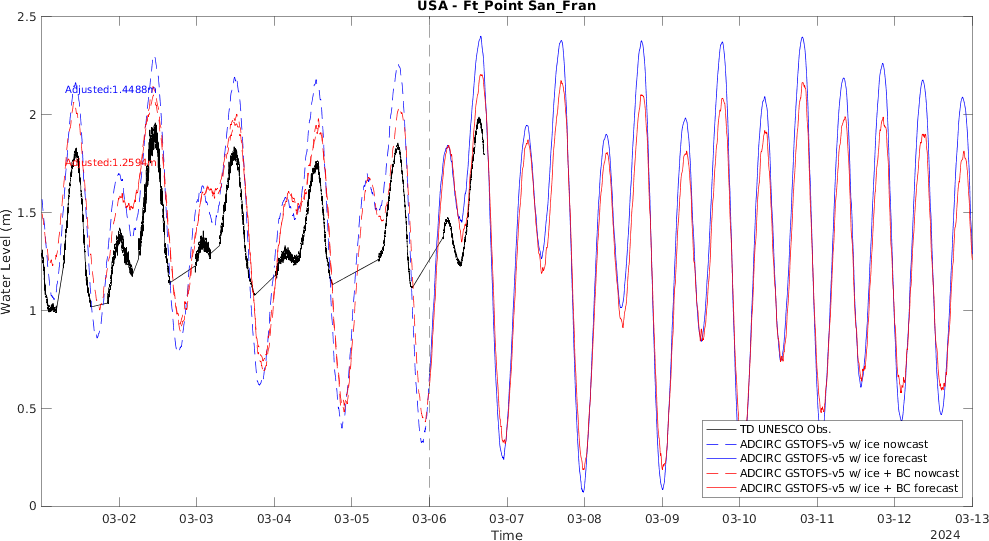 USA - Ft_Point San_Fran
2.5
2
1.5
1
0.5
0
Water Level (m)
Adjusted:1.4488m
Adjusted:1.2594m
TD UNESCO Obs.
ADCIRC GSTOFS-v5 w/ ice nowcast
ADCIRC GSTOFS-v5 w/ ice forecast
ADCIRC GSTOFS-v5 w/ ice + BC nowcast
ADCIRC GSTOFS-v5 w/ ice + BC forecast
03-02 03-03 03-04 03-05 03-06 03-07 03-08 03-09 03-10 03-11 03-12 03-13
Time
2024